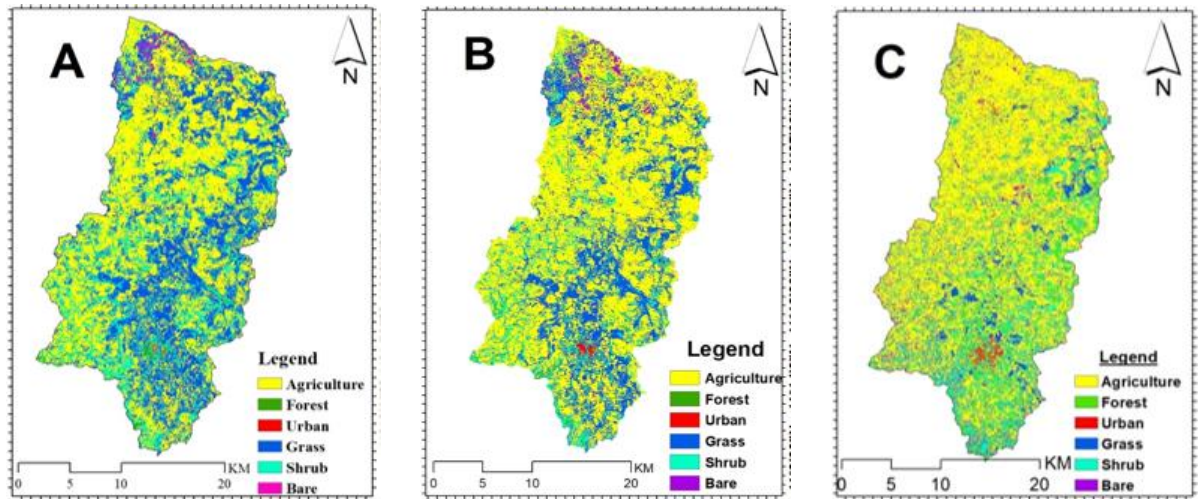 A
N
Legend
Agriculture
Forest
Urban
Grass
Shrub
Bare
KM
0 5 10 20
B
N
Legend
Agriculture
Forest
Urban
Grass
Shrub
Bare
KM
0 5 10 20
C
N
Legend
Agriculture
Forest
Urban
Grass
Shrub
Bare
KM
0 5 10 20